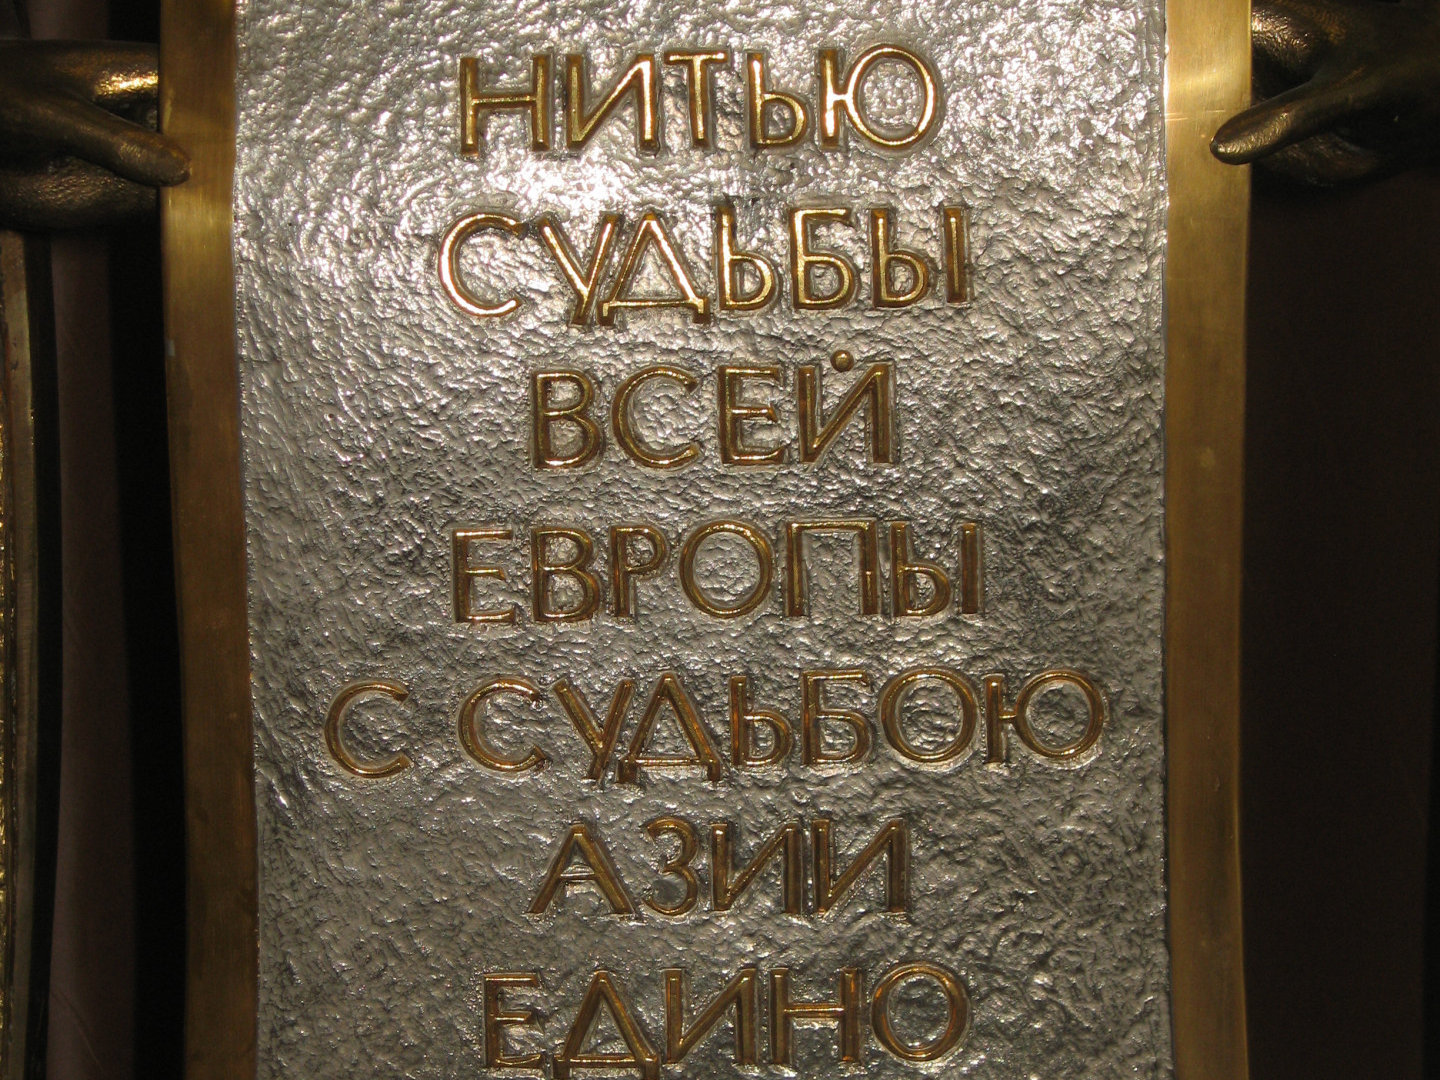 НИТЬЮ
СУДЬБЫ
ВСЕЙ
ЕВРОПЫ
С СУДЬБОЮ
АЗИИ
ЕДИНО